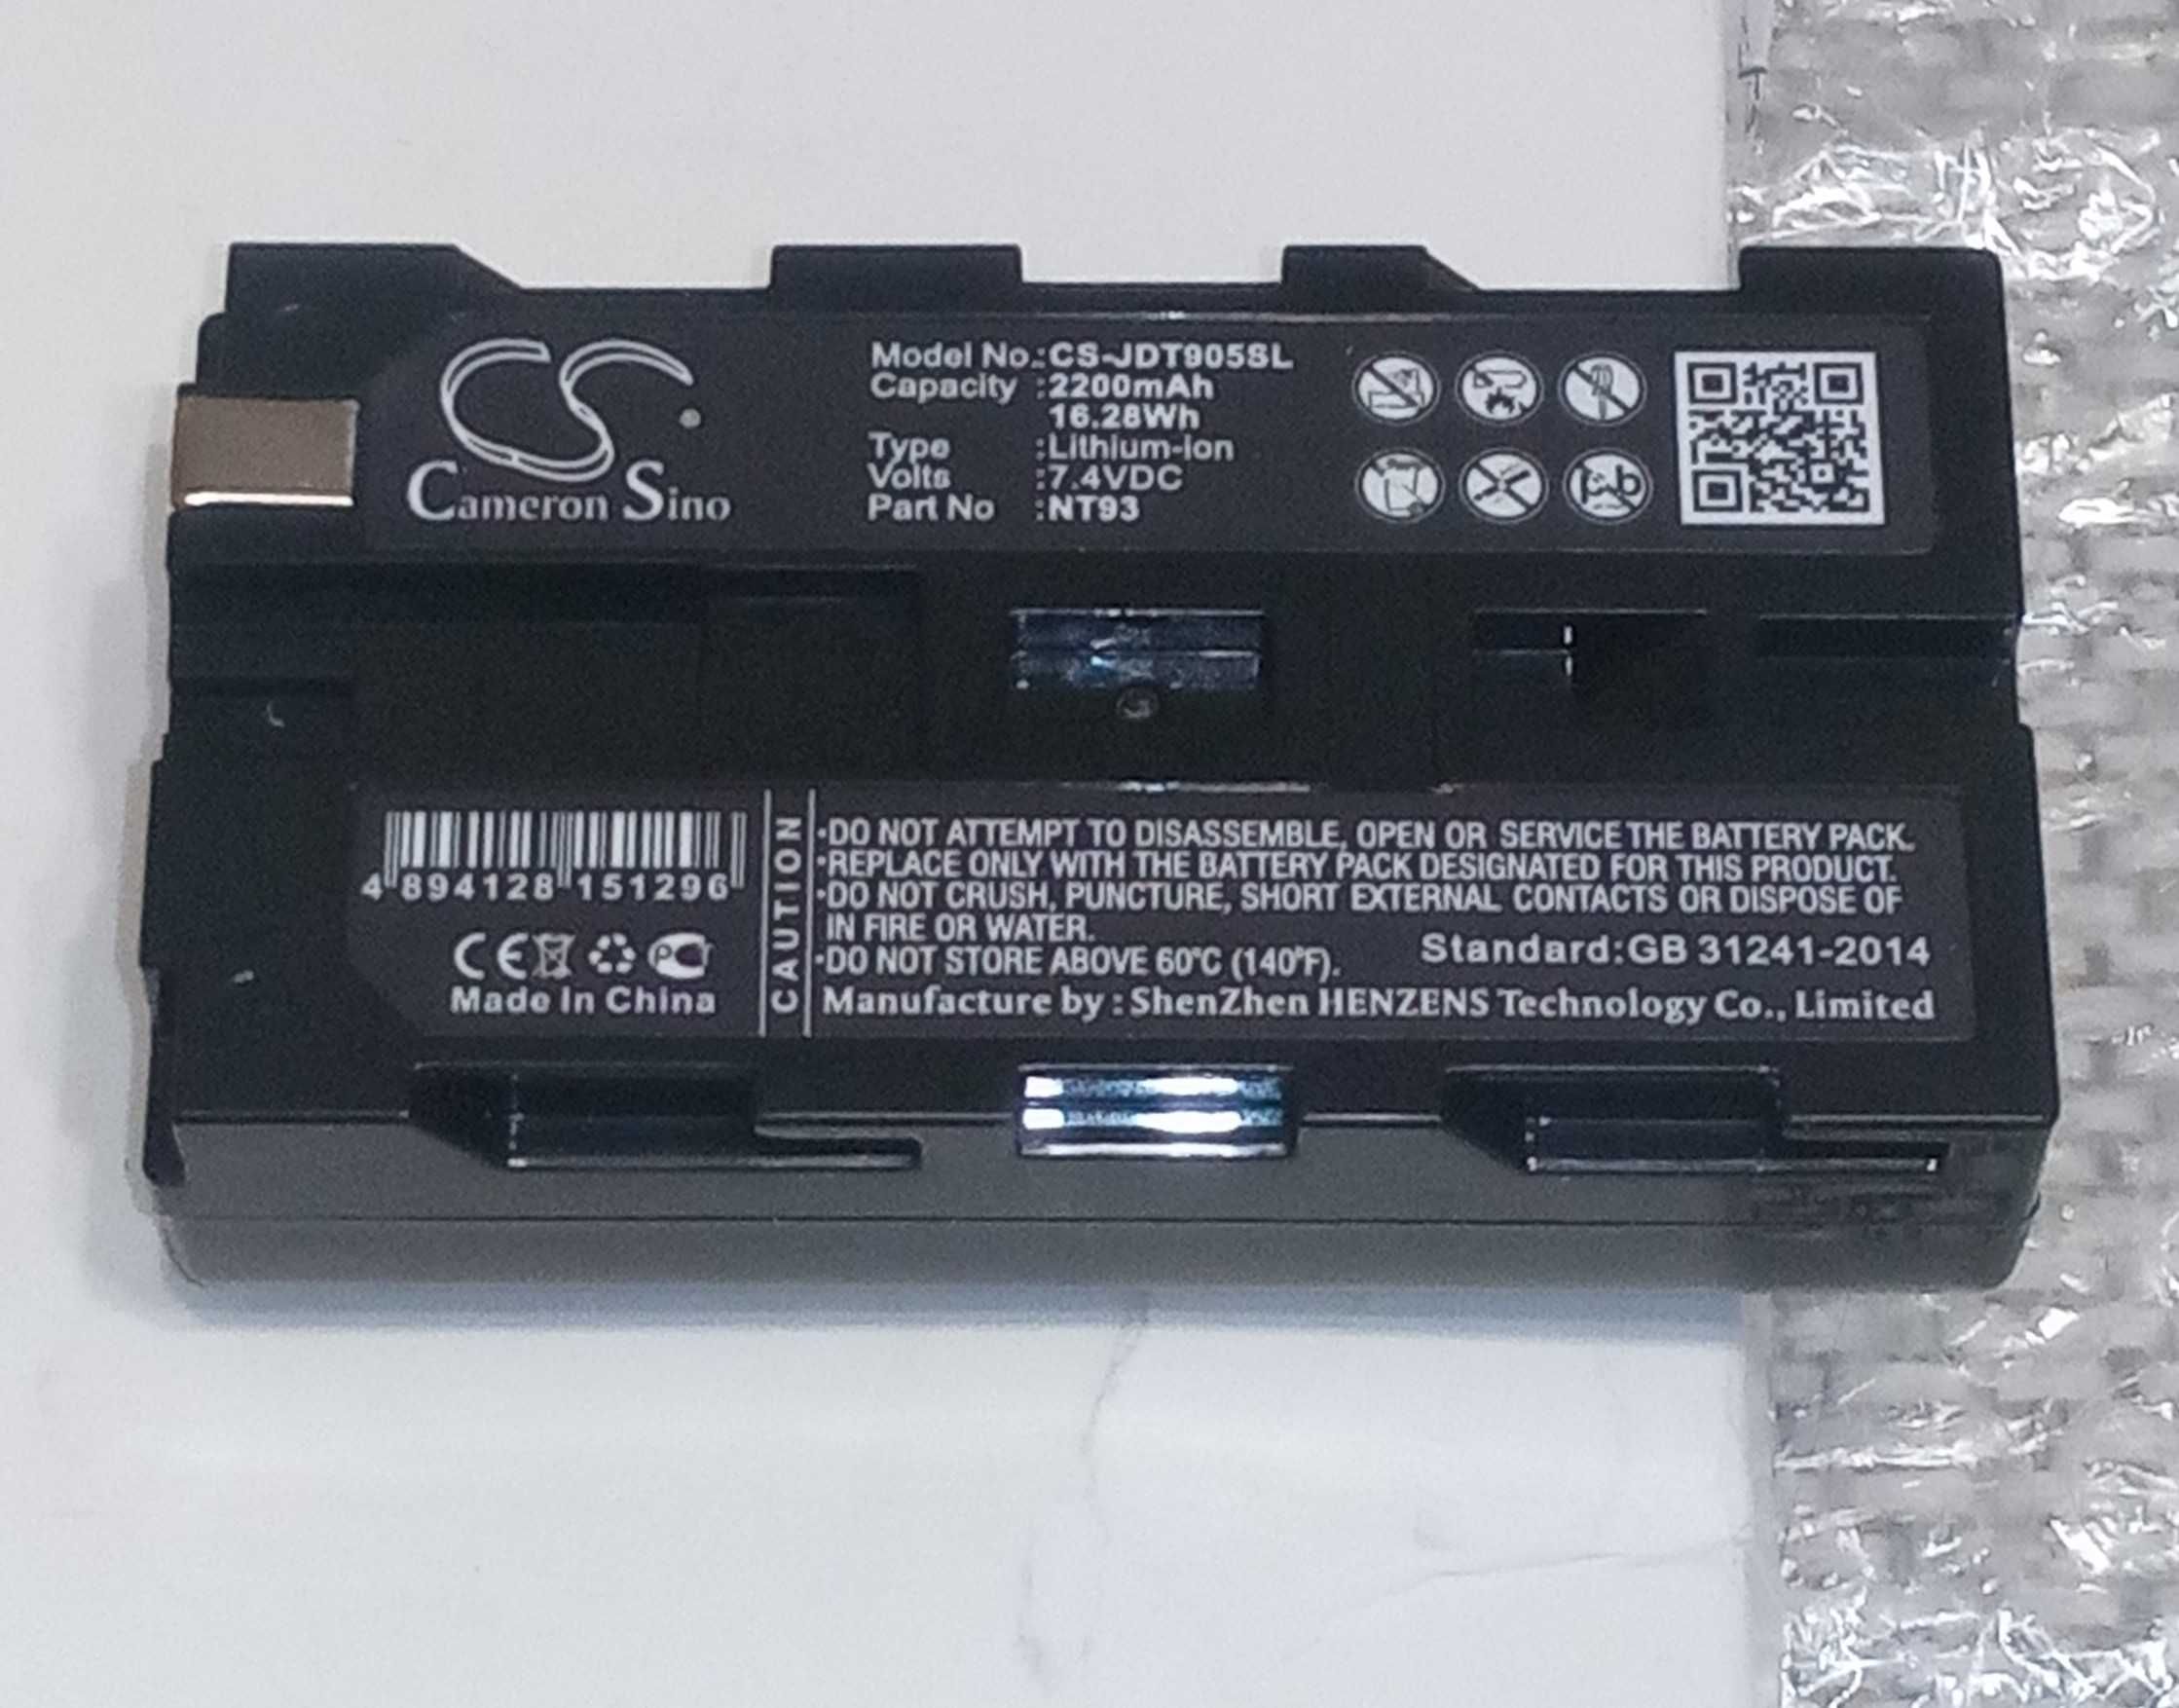 CS
Cameron Sino
Model No.:CS-JDT905SL
Capacity :2200mAh
16.28Wh
Type :Lithium-ion
Volts :7.4VDC
Part No :NT93
Pb
4 894128 151296
CE
PC
Made In China
CAUTION
•DO NOT ATTEMPT TO DISASSEMBLE, OPEN OR SERVICE THE BATTERY PACK.
•REPLACE ONLY WITH THE BATTERY PACK DESIGNATED FOR THIS PRODUCT.
•DO NOT CRUSH, PUNCTURE, SHORT EXTERNAL CONTACTS OR DISPOSE OF
IN FIRE OR WATER.
•DO NOT STORE ABOVE 60°C (140°F).
Standard:GB 31241-2014
Manufacture by : ShenZhen HENZENS Technology Co., Limited